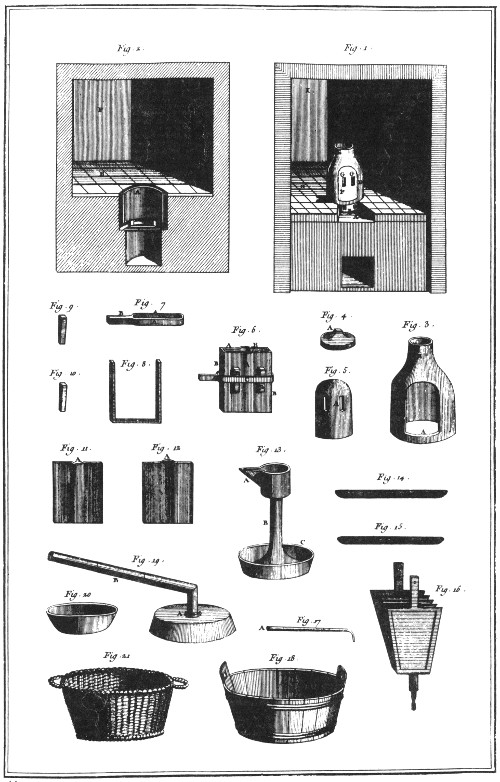 Fig. 2.
Fig. 1.
Fig. 9
Fig. 7
B
A
Fig. 6
A
B
B
B
Fig. 4
A
Fig. 3
A
Fig. 10
Fig. 8
Fig. 5
Fig. 11
A
Fig. 12
A
Fig. 13
A
B
C
Fig. 14
Fig. 15
Fig. 19
B
A
Fig. 20
Fig. 17
A
Fig. 16
Fig. 21
Fig. 18